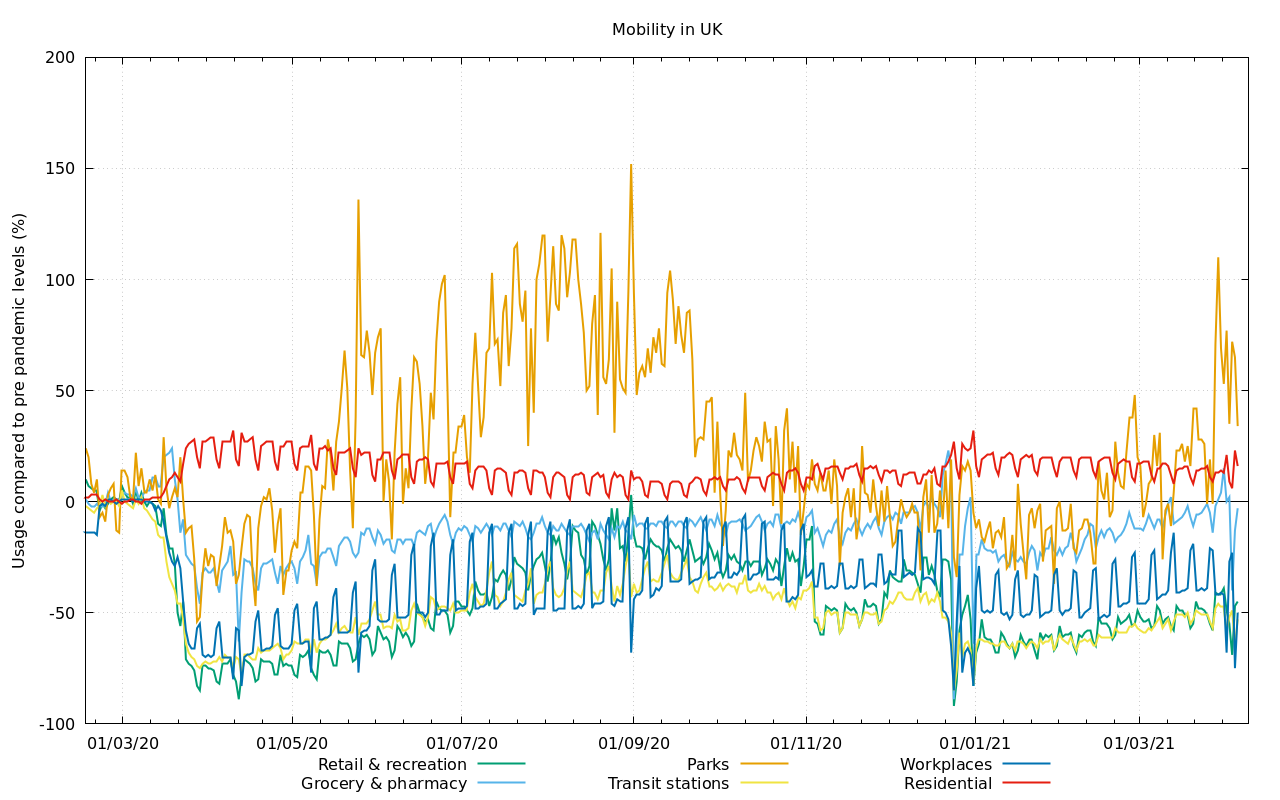 Mobility in UK
Usage compared to pre pandemic levels (%)
200
150
100
50
0
-50
-100
01/03/20 01/05/20 01/07/20 01/09/20 01/11/20 01/01/21 01/03/21
Retail & recreation Parks Workplaces
Grocery & pharmacy Transit stations Residential